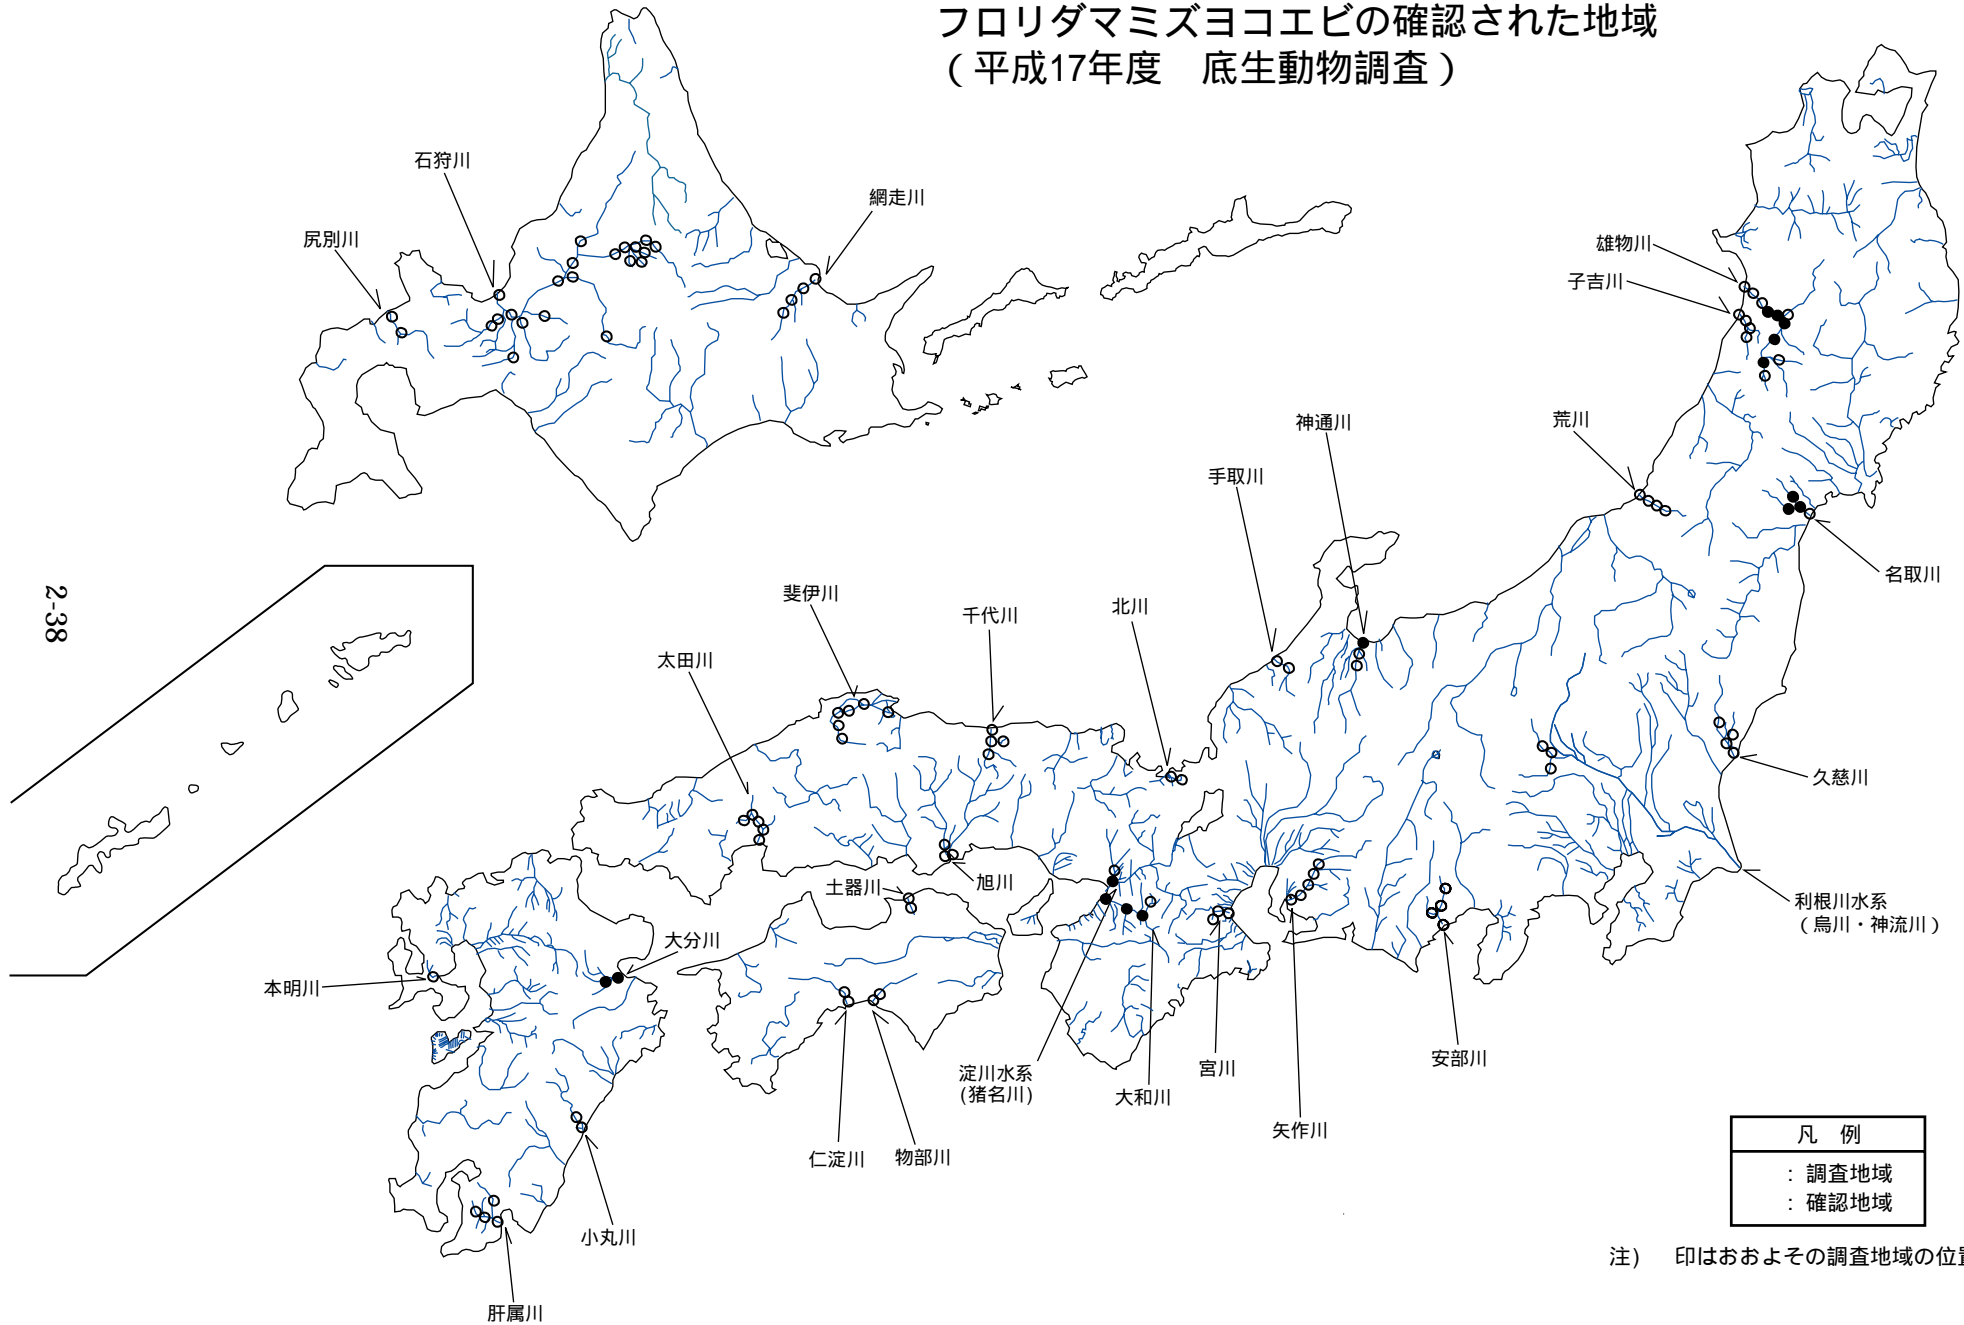 フロリダマミズヨコエビの確認された地域
（平成17年度　底生動物調査）
石狩川
網走川
尻別川
雄物川
子吉川
神通川
荒川
手取川
名取川
2-38
斐伊川
北川
千代川
太田川
久慈川
旭川
土器川
利根川水系
（烏川・神流川）
大分川
本明川
安部川
宮川
淀川水系
(猪名川)
大和川
矢作川
仁淀川
物部川
凡　例
：調査地域
：確認地域
小丸川
注)　印はおおよその調査地域の位置
肝属川